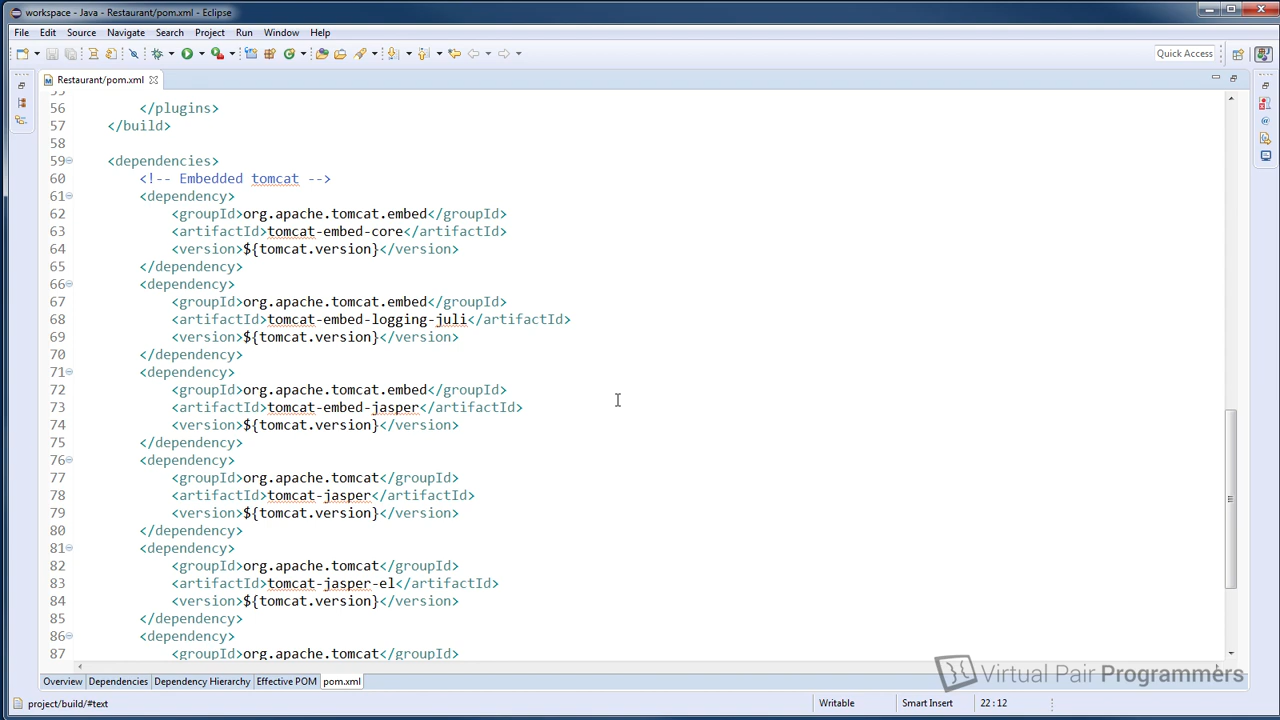 workspace - Java - Restaurant/pom.xml - Eclipse
File Edit Source Navigate Search Project Run Window Help
Quick Access
Restaurant/pom.xml
56 </plugins>
57 </build>
58
59 <dependencies>
60 <!-- Embedded tomcat -->
61 <dependency>
62 <groupId>org.apache.tomcat.embed</groupId>
63 <artifactId>tomcat-embed-core</artifactId>
64 <version>${tomcat.version}</version>
65 </dependency>
66 <dependency>
67 <groupId>org.apache.tomcat.embed</groupId>
68 <artifactId>tomcat-embed-logging-juli</artifactId>
69 <version>${tomcat.version}</version>
70 </dependency>
71 <dependency>
72 <groupId>org.apache.tomcat.embed</groupId>
73 <artifactId>tomcat-embed-jasper</artifactId>
74 <version>${tomcat.version}</version>
75 </dependency>
76 <dependency>
77 <groupId>org.apache.tomcat</groupId>
78 <artifactId>tomcat-jasper</artifactId>
79 <version>${tomcat.version}</version>
80 </dependency>
81 <dependency>
82 <groupId>org.apache.tomcat</groupId>
83 <artifactId>tomcat-jasper-el</artifactId>
84 <version>${tomcat.version}</version>
85 </dependency>
86 <dependency>
87 <groupId>org.apache.tomcat</groupId>
Virtual Pair Programmers
Overview Dependencies Dependency Hierarchy Effective POM pom.xml
project/build/#text Writable Smart Insert 22 : 12